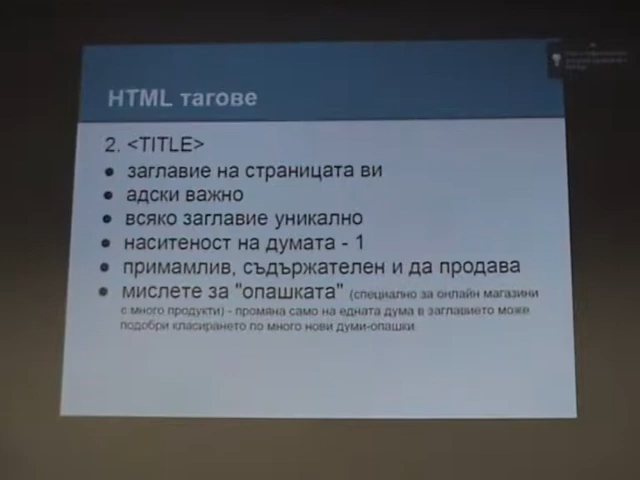 HTML тагове
2. <TITLE>
● заглавие на страницата ви
● адски важно
● всяко заглавие уникално
● наситеност на думата - 1
● примамлив, съдържателен и да продава
● мислете за "опашката" (специално за онлайн магазини
с много продукти) - промяна само на едната дума в заглавието може
подобри класирането по много нови думи-опашки.